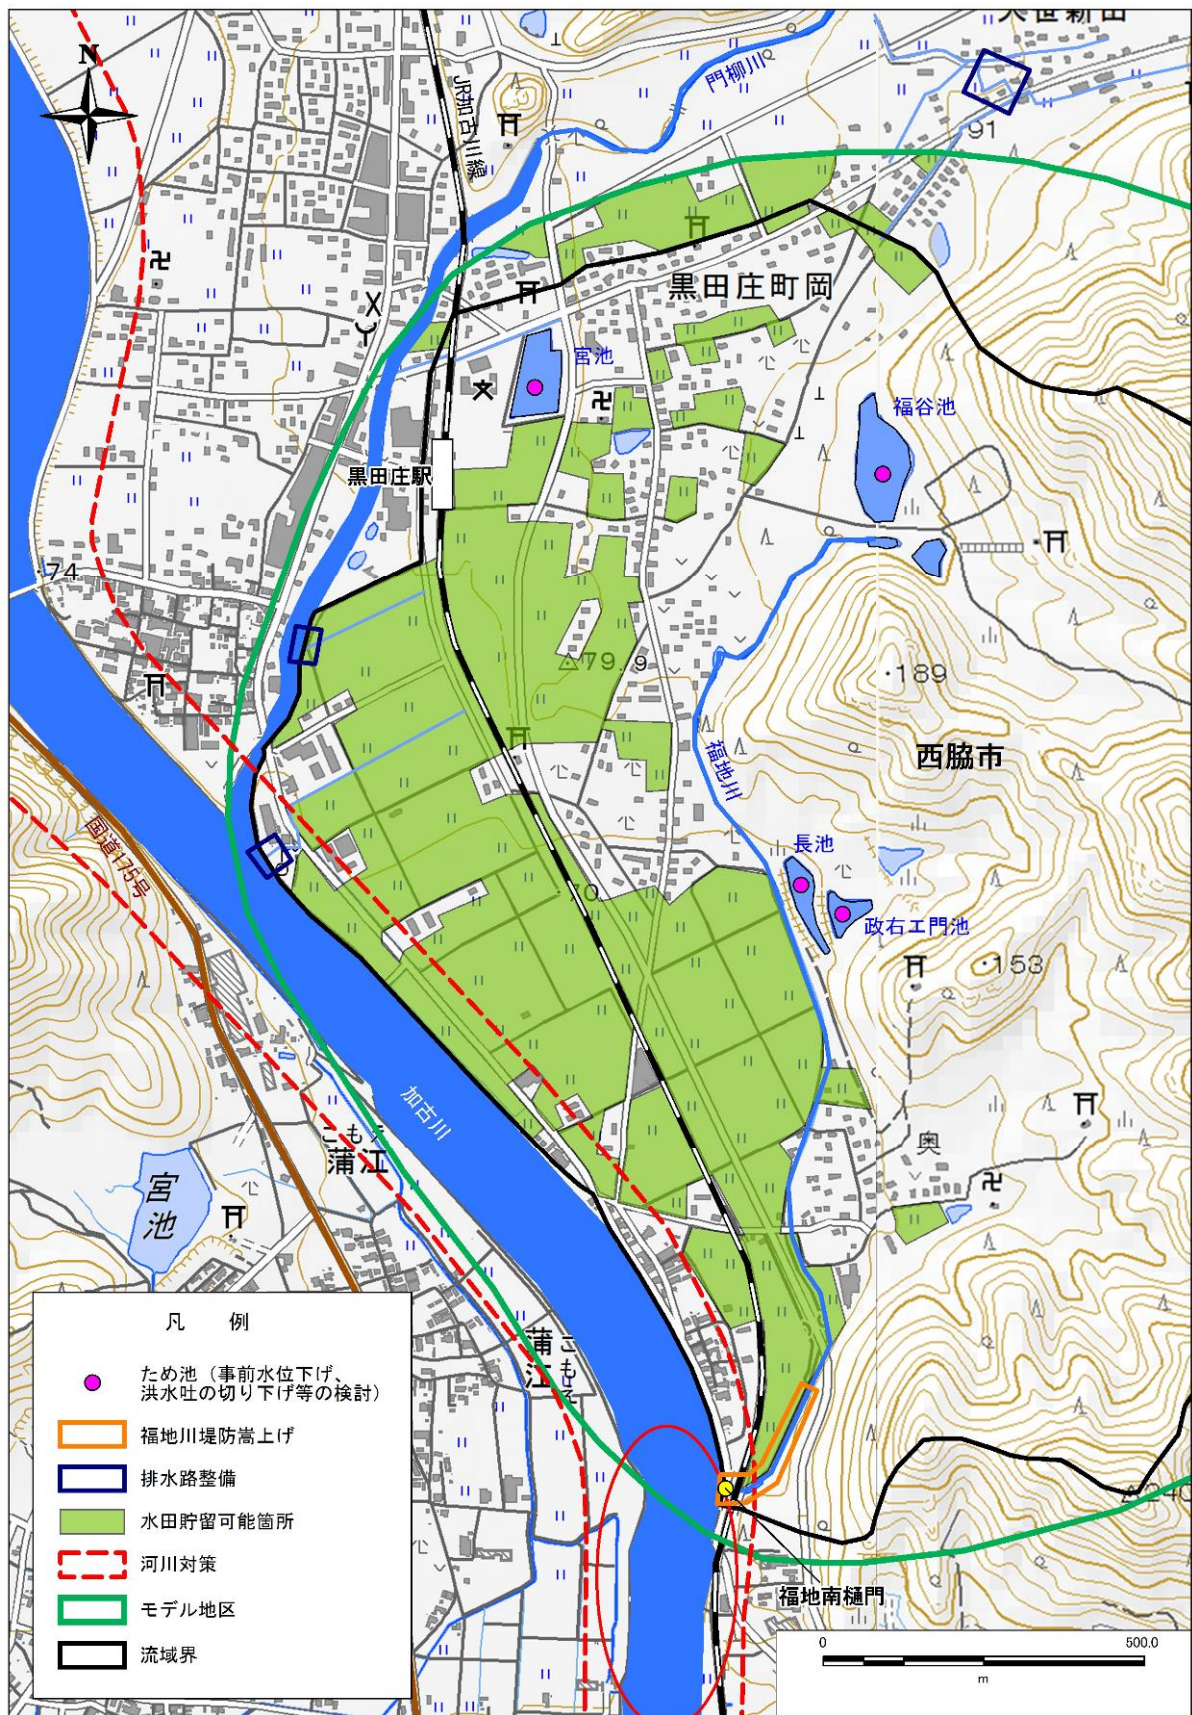 大世新田
N
JR加古川線
門柳川
91
黒田庄町岡
宮池
福谷池
黒田庄駅
74
79.9
189
福地川
西脇市
国道175号
長池
70
政右エ門池
153
加古川
こもえ
蒲江
奥
宮池
こもえ
蒲江
240
福地南樋門
凡 例
ため池（事前水位下げ、
洪水吐の切り下げ等の検討）
福地川堤防嵩上げ
排水路整備
水田貯留可能箇所
河川対策
モデル地区
流域界
0 500.0
m